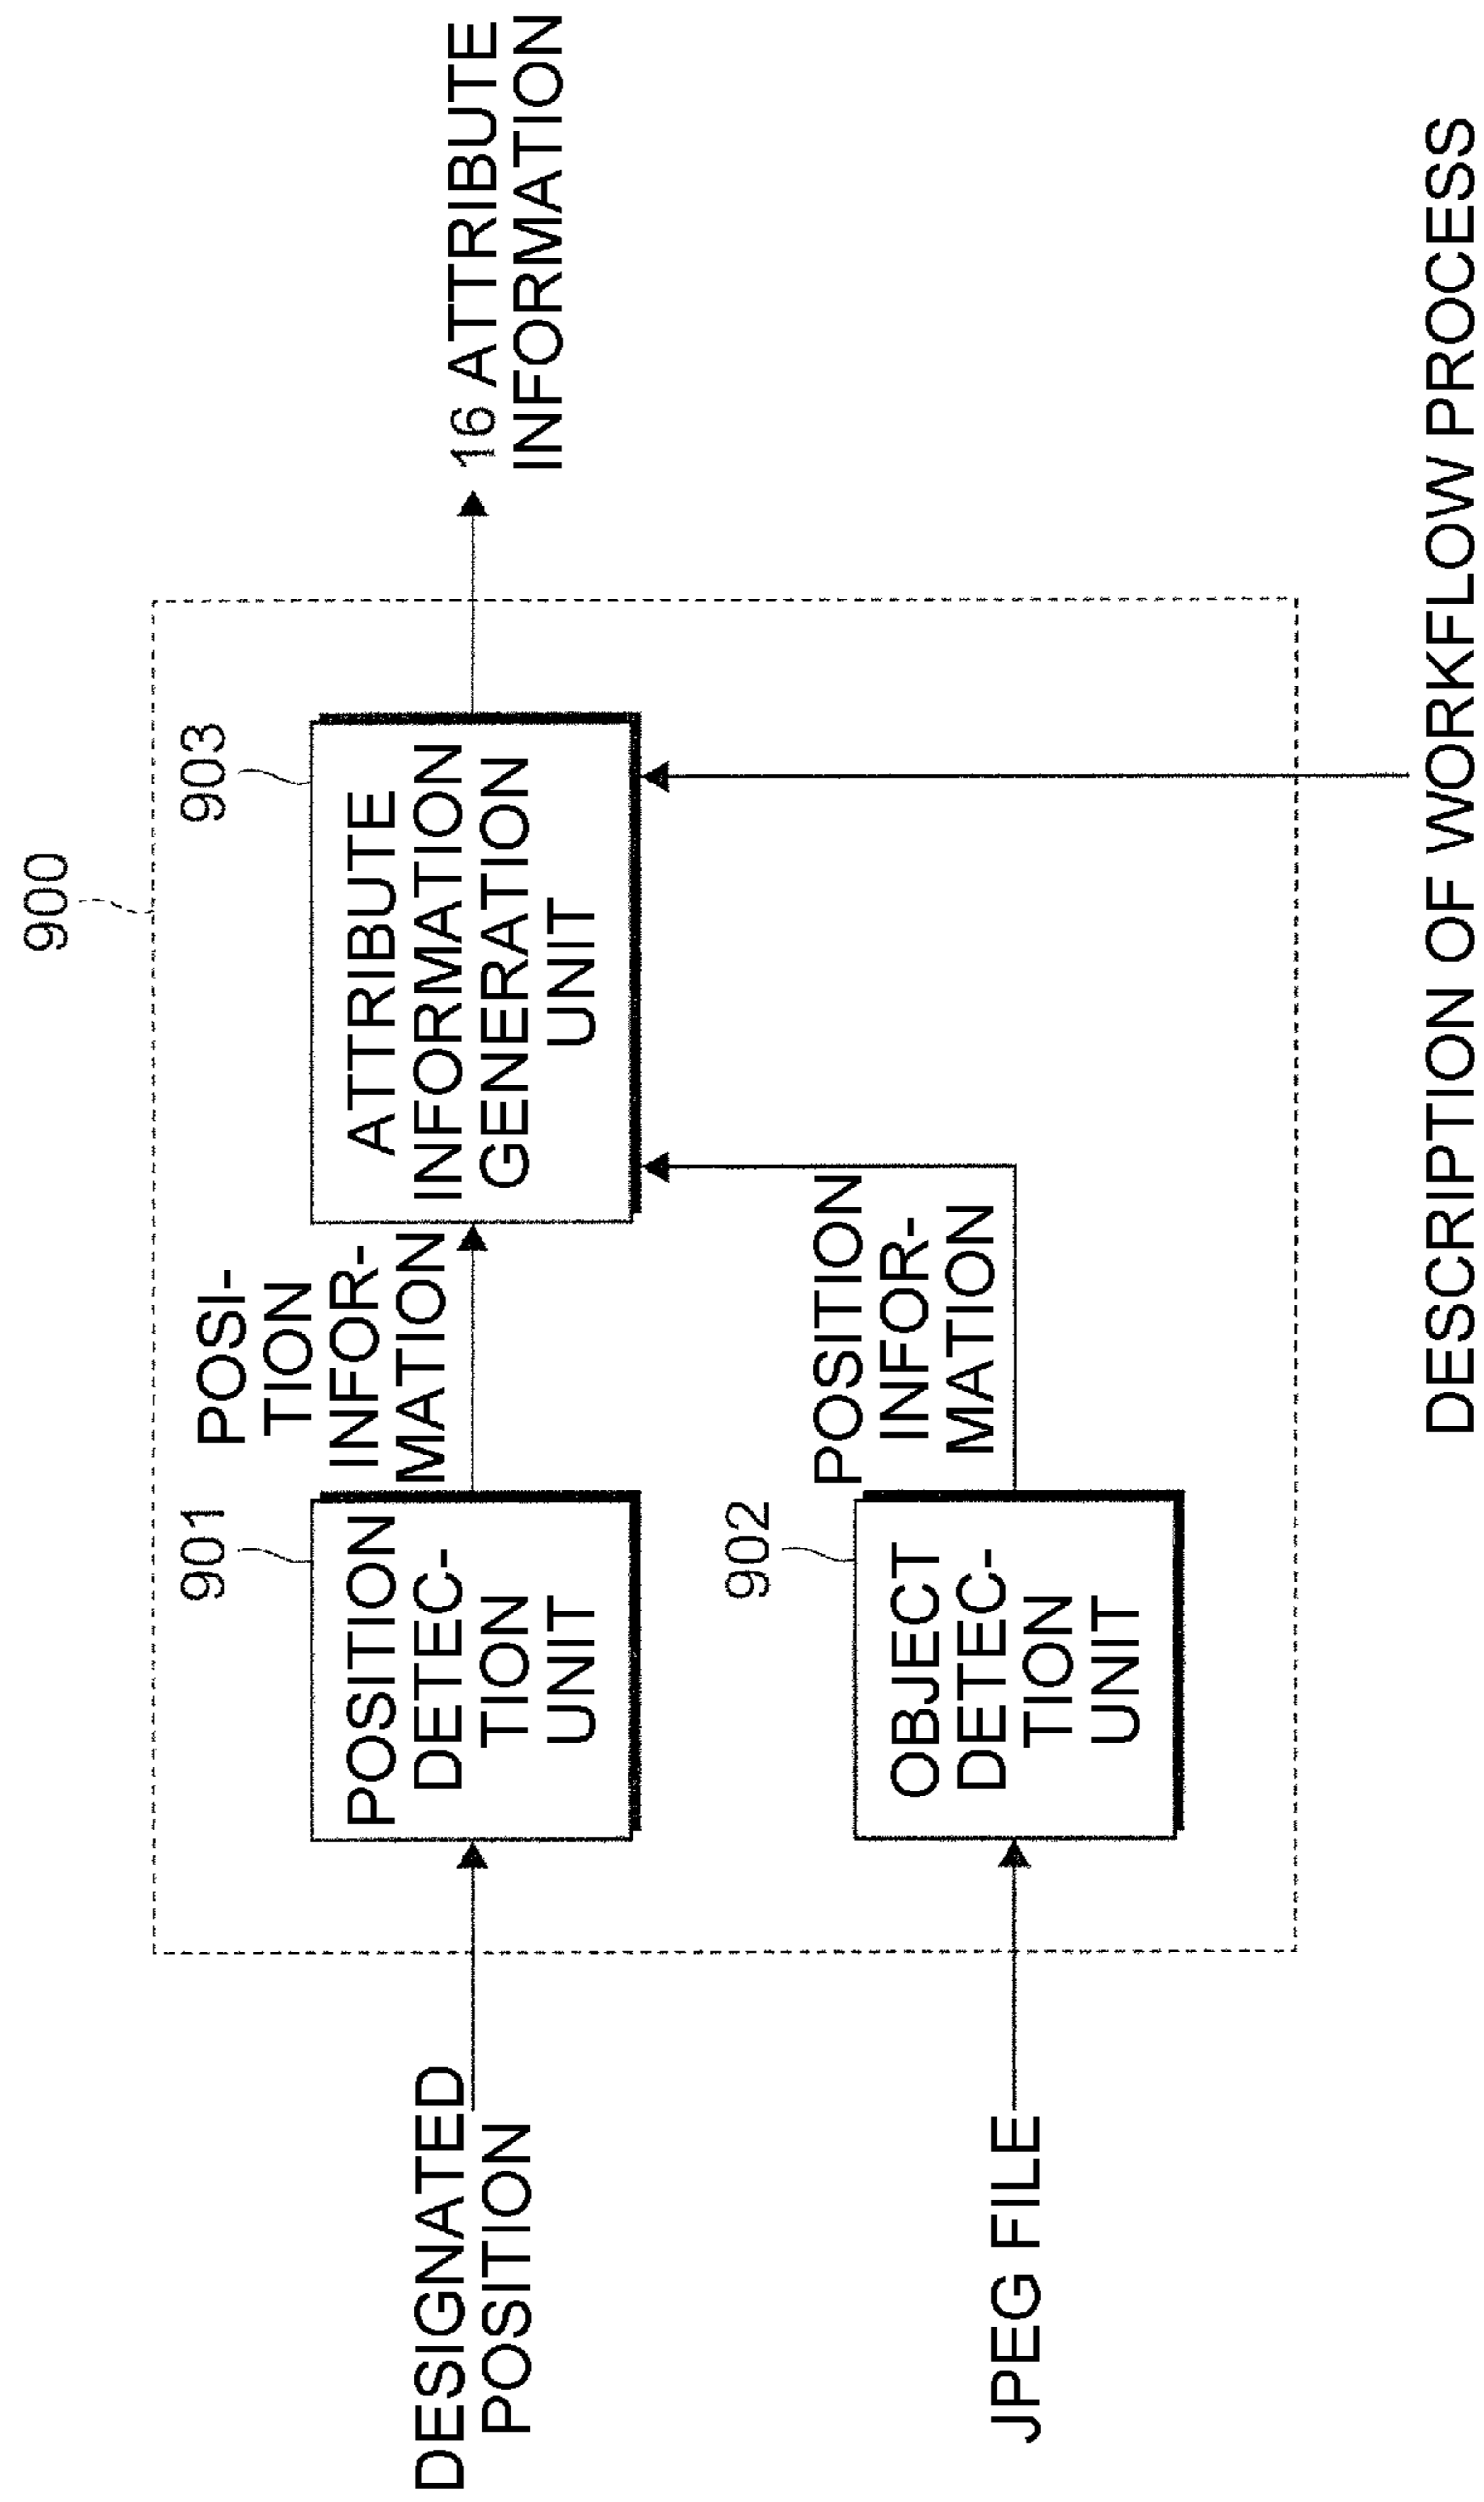 900
901
POSITION
DETEC-
TION
UNIT
POSI-
TION
INFOR-
MATION
903
ATTRIBUTE
INFORMATION
GENERATION
UNIT
16 ATTRIBUTE
INFORMATION
DESIGNATED
POSITION
902
OBJECT
DETEC-
TION
UNIT
POSITION
INFOR-
MATION
JPEG FILE
DESCRIPTION OF WORKFLOW PROCESS